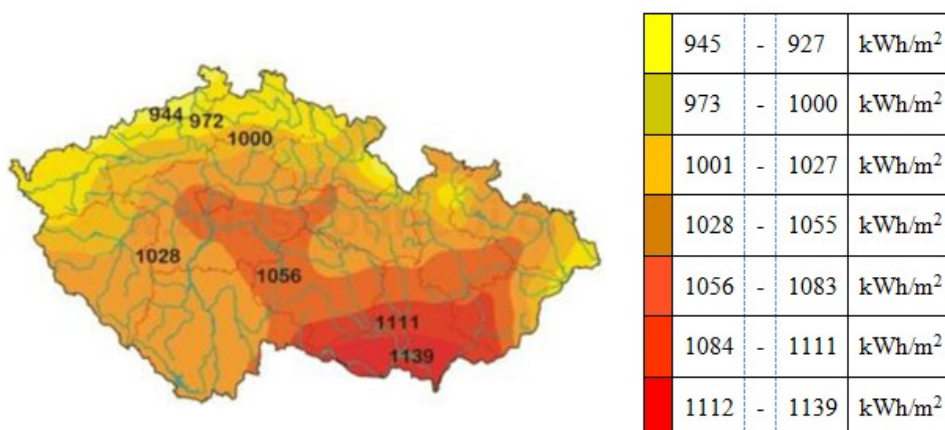 944
972
1000
1028
1056
1111
1139
945 - 927 kWh/m²
973 - 1000 kWh/m²
1001 - 1027 kWh/m²
1028 - 1055 kWh/m²
1056 - 1083 kWh/m²
1084 - 1111 kWh/m²
1112 - 1139 kWh/m²